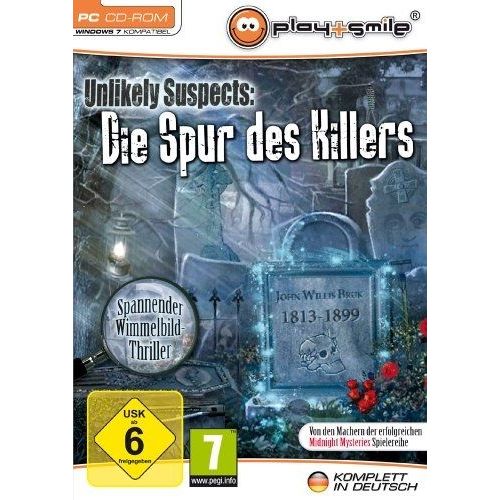 PC CD-ROM
WINDOWS 7 KOMPATIBEL
play+smile®
Unlikely Suspects:
Die Spur des Killers
JOHN WILLIS BRUK
1813-1899
Spannender
Wimmelbild-
Thriller
USK
ab
6
freigegeben
7
www.pegi.info
Von den Machern der erfolgreichen
Midnight Mysteries Spielereihe
KOMPLETT
IN DEUTSCH